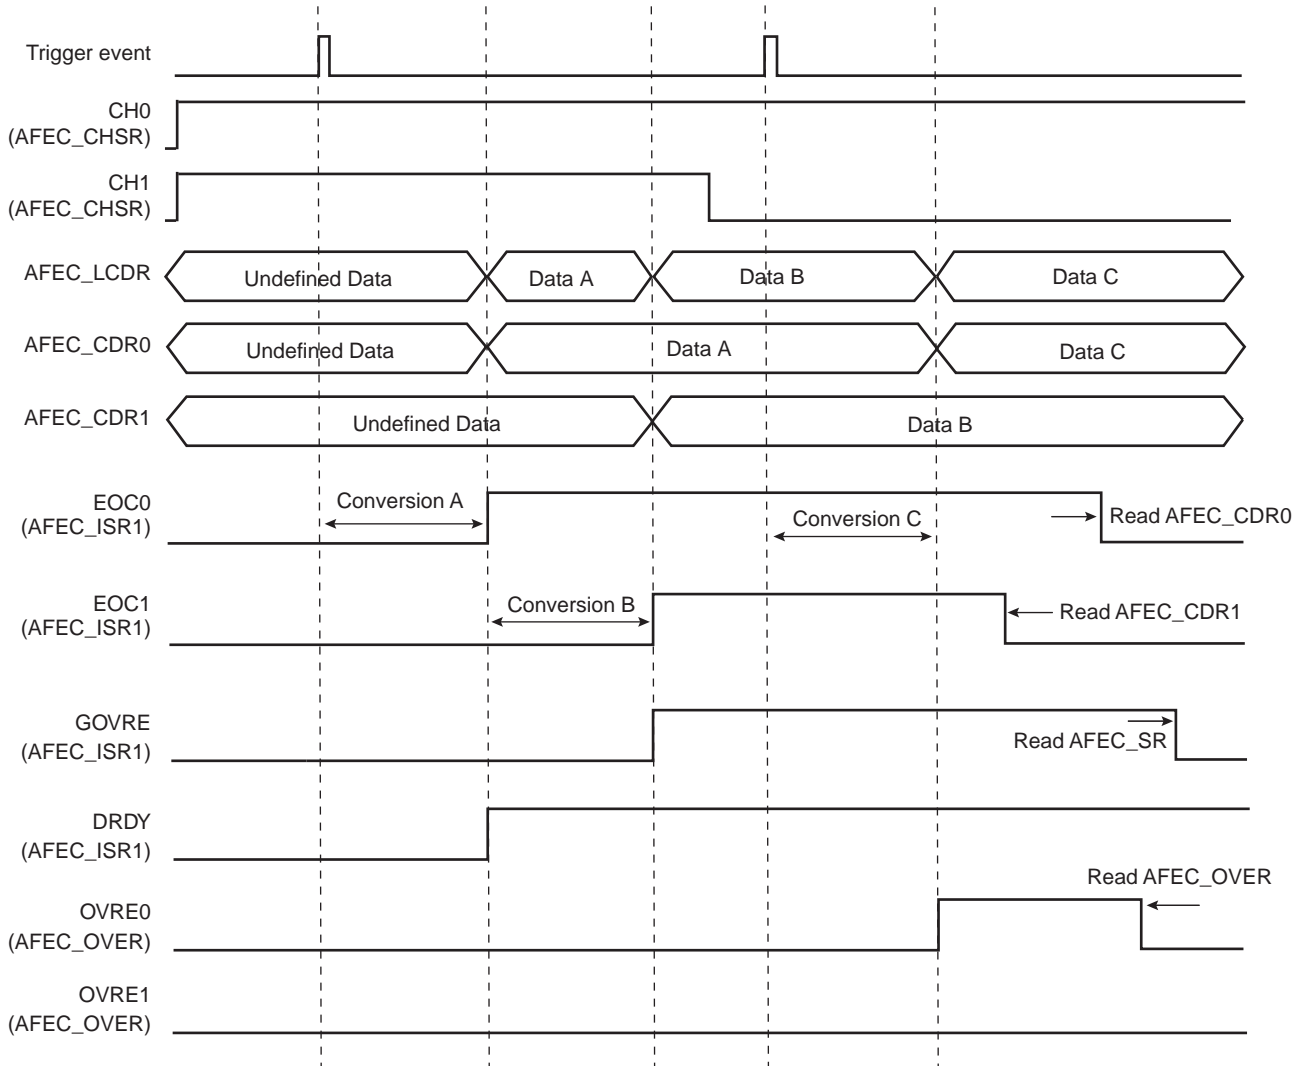 Trigger event
CH0
(AFEC_CHSR)
CH1
(AFEC_CHSR)
AFEC_LCDR
Undefined Data
Data A
Data B
Data C
AFEC_CDR0
Undefined Data
Data A
Data C
AFEC_CDR1
Undefined Data
Data B
EOC0
(AFEC_ISR1)
Conversion A
Conversion C
Read AFEC_CDR0
EOC1
(AFEC_ISR1)
Conversion B
Read AFEC_CDR1
GOVRE
(AFEC_ISR1)
Read AFEC_SR
DRDY
(AFEC_ISR1)
Read AFEC_OVER
OVRE0
(AFEC_OVER)
OVRE1
(AFEC_OVER)